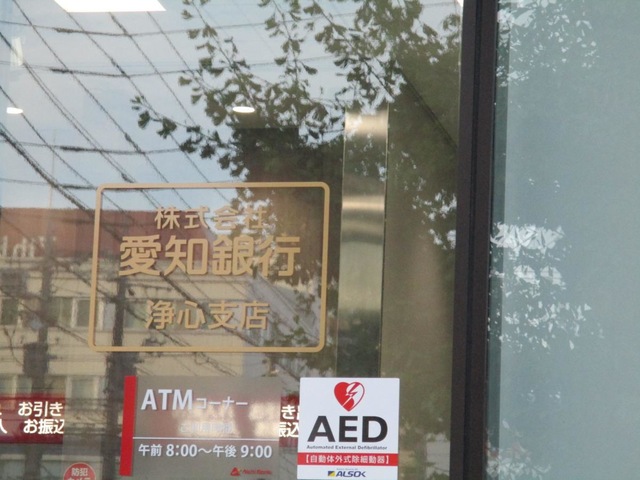 株式会社
愛知銀行
浄心支店
ATMコーナー
午前 8:00〜午後 9:00
お引き
お振込
AED
Automated External Defibrillator
【自動体外式除細動器】
ALSOK
防犯